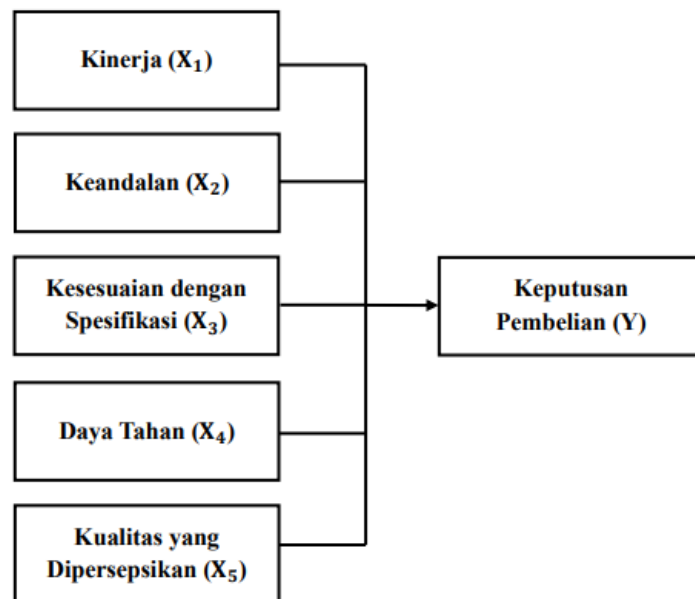 Kinerja (X₁)
Keandalan (X₂)
Kesesuaian dengan
Spesifikasi (X₃)
Keputusan
Pembelian (Y)
Daya Tahan (X₄)
Kualitas yang
Dipersepsikan (X₅)